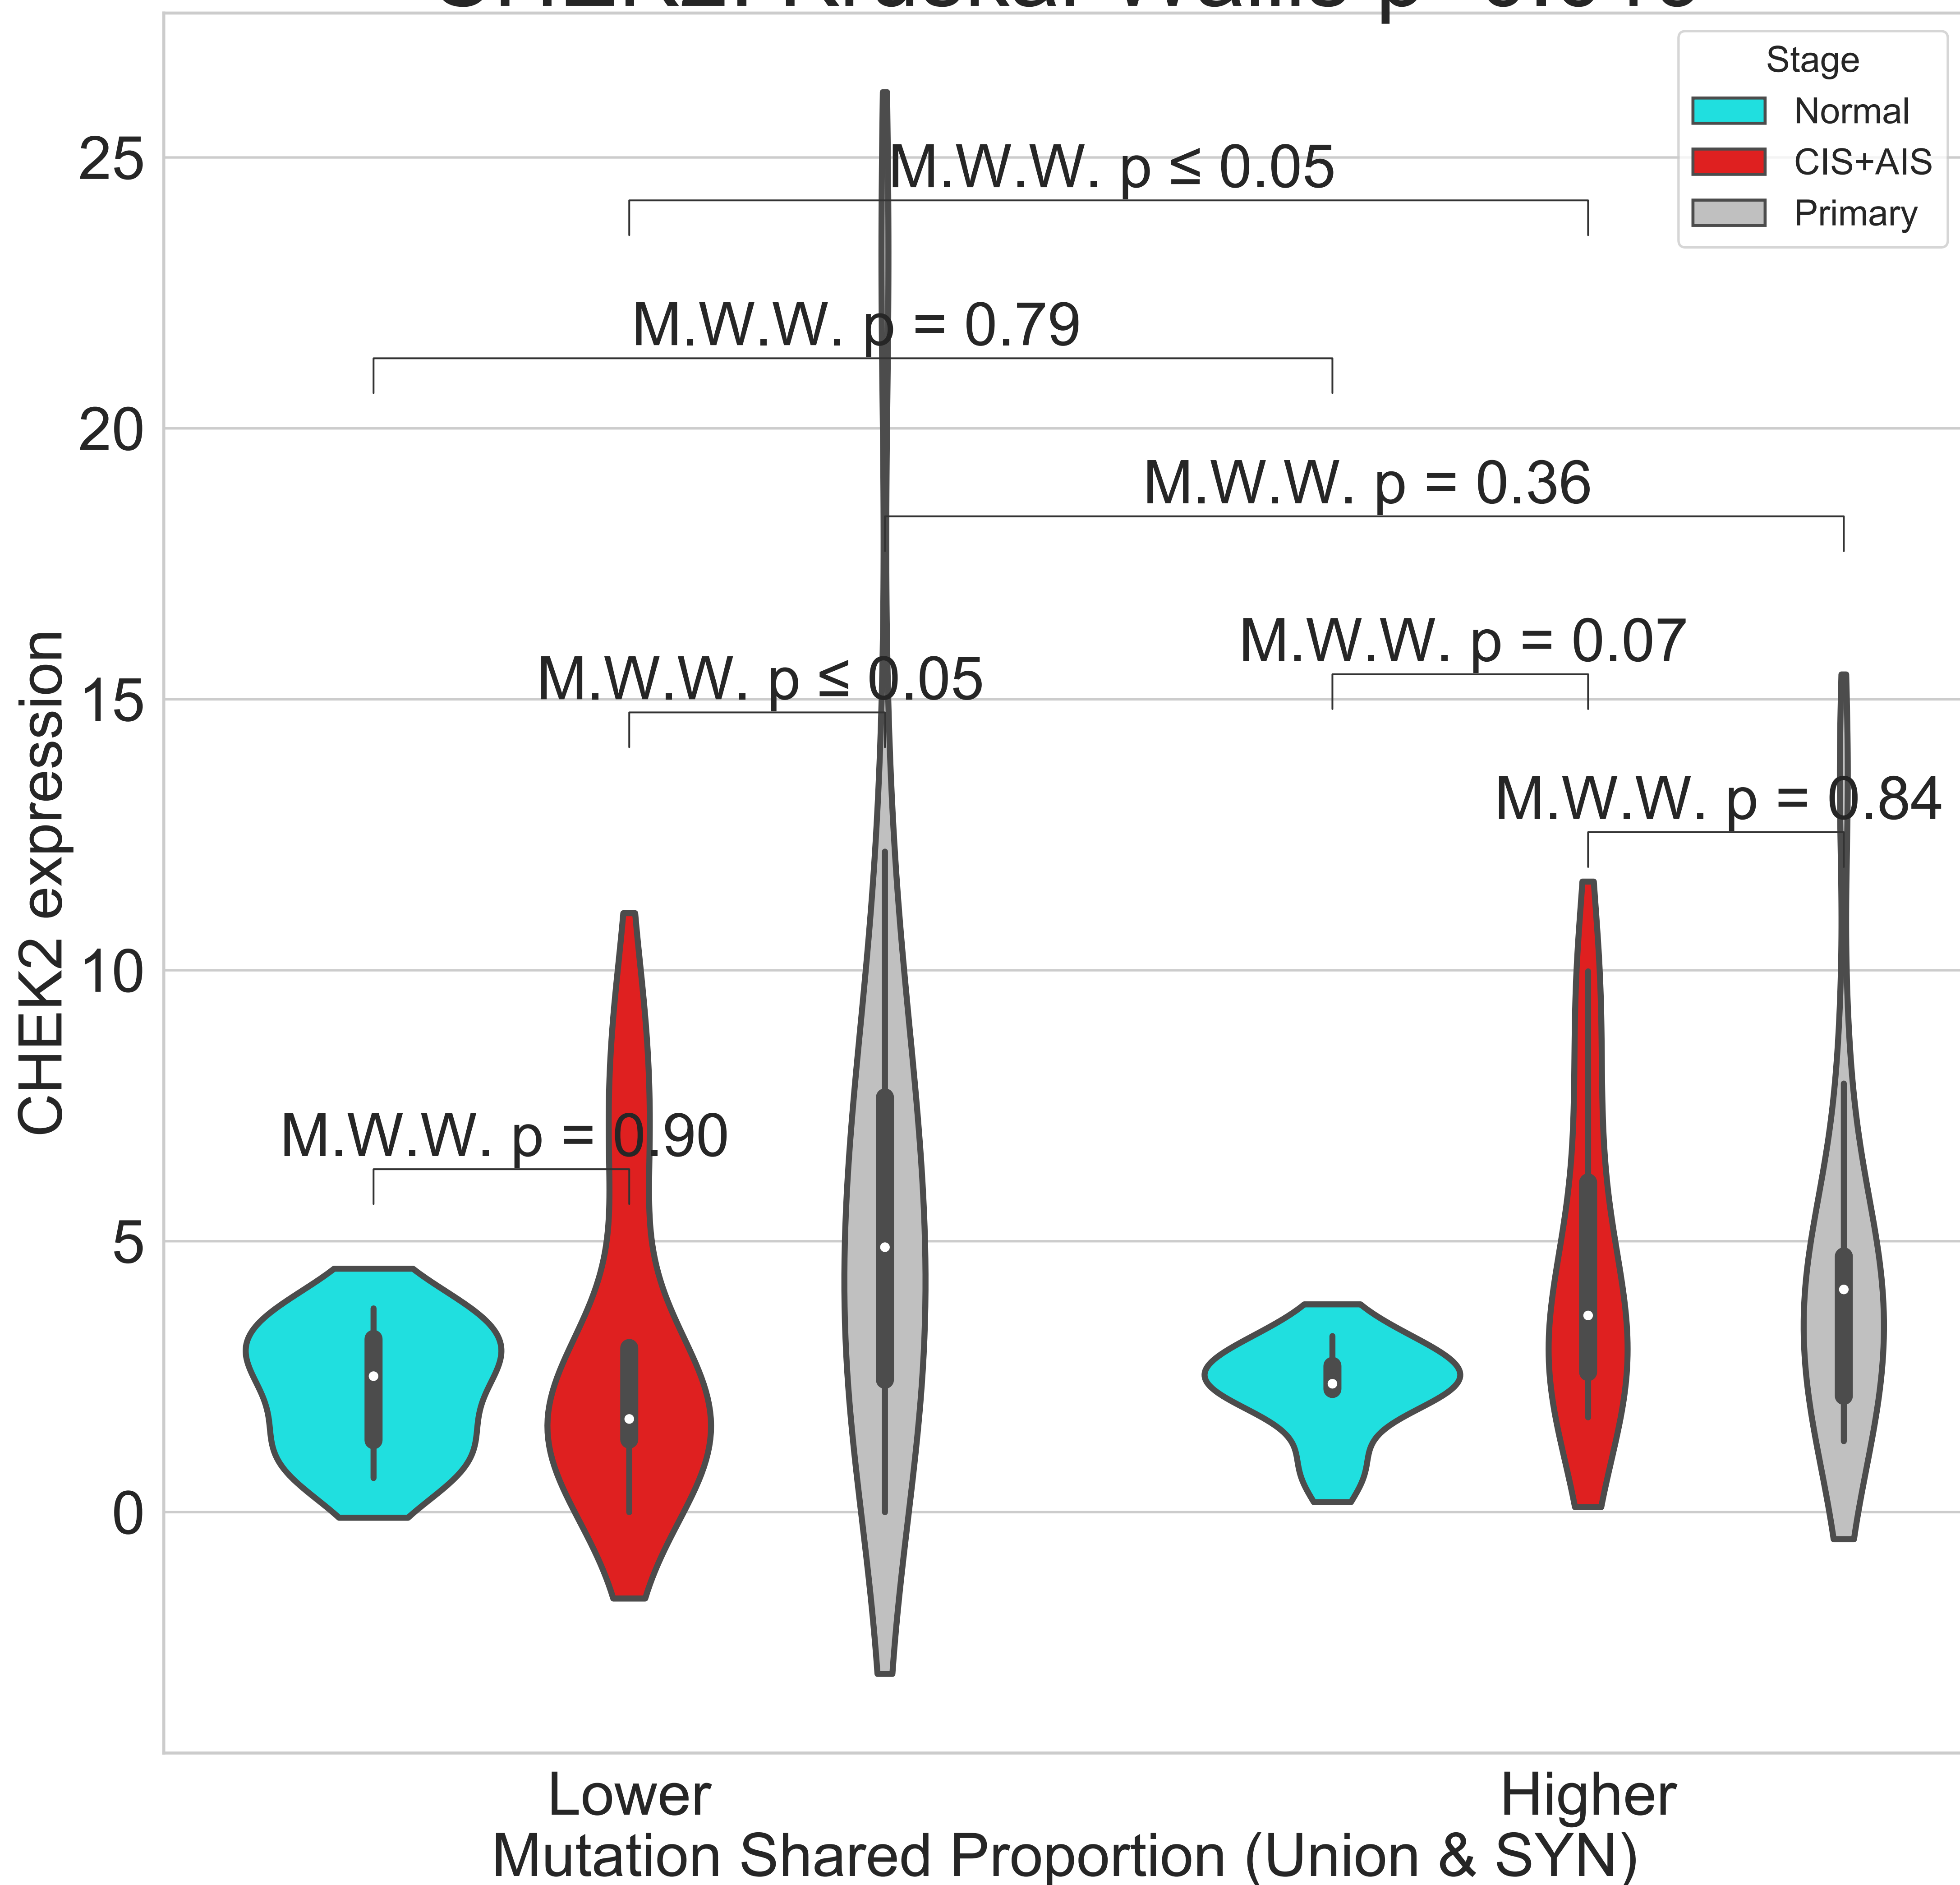 Stage
Normal
CIS+AIS
Primary
25
20
15
10
5
0
CHEK2 expression
M.W.W. p ≤ 0.05
M.W.W. p = 0.79
M.W.W. p = 0.36
M.W.W. p = 0.07
M.W.W. p ≤ 0.05
M.W.W. p = 0.84
M.W.W. p = 0.90
Lower
Higher
Mutation Shared Proportion (Union & SYN)